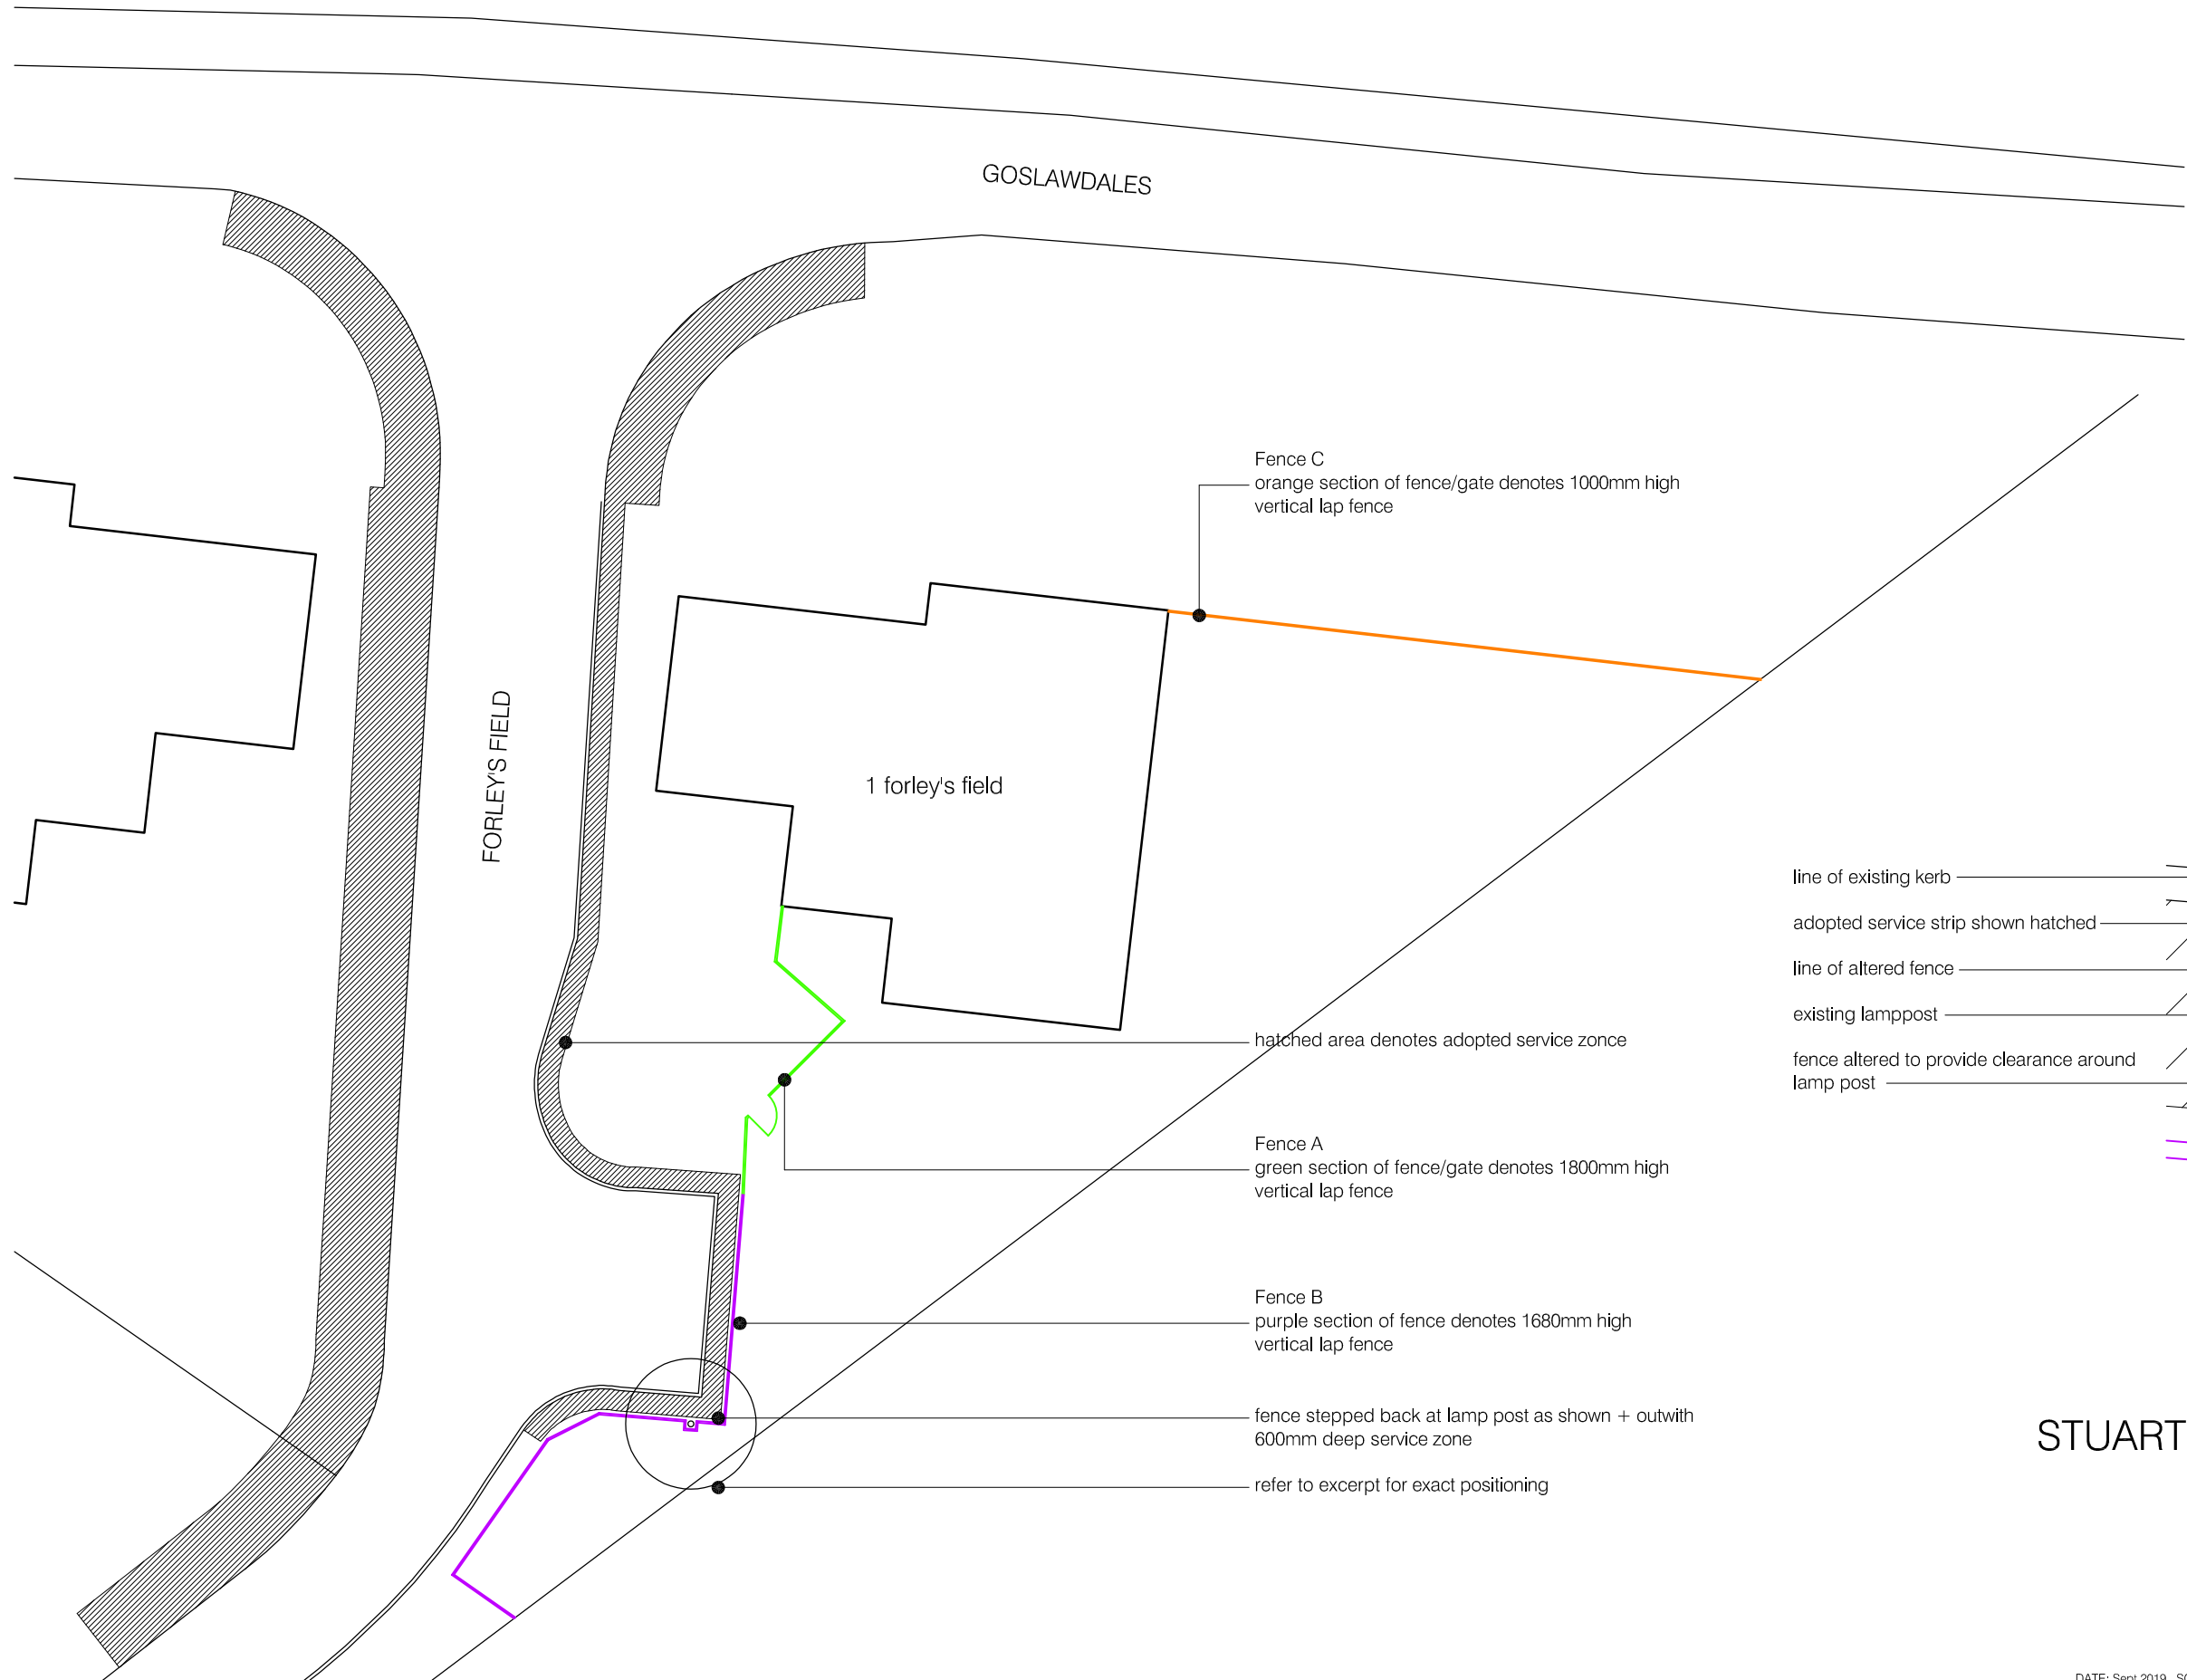 GOSLAWDALES
Fence C
orange section of fence/gate denotes 1000mm high
vertical lap fence
FORLEY'S FIELD
1 forley's field
line of existing kerb
adopted service strip shown hatched
line of altered fence
existing lamppost
fence altered to provide clearance around
lamp post
hatched area denotes adopted service zonce
Fence A
green section of fence/gate denotes 1800mm high
vertical lap fence
Fence B
purple section of fence denotes 1680mm high
vertical lap fence
fence stepped back at lamp post as shown + outwith
600mm deep service zone
refer to excerpt for exact positioning
STUART
DATE: Sept 2019